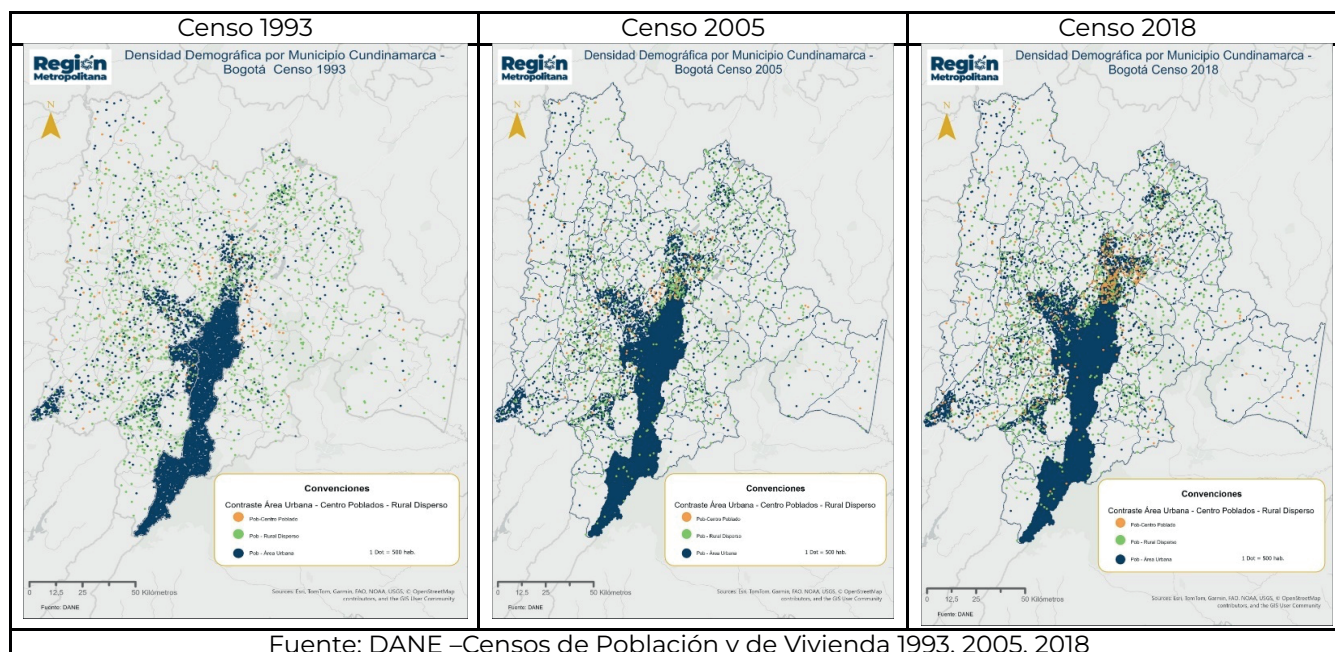 Censo 1993
Censo 2005
Censo 2018
Región
Metropolitana
Densidad Demográfica por Municipio Cundinamarca -
Bogotá Censo 1993
N
Convenciones
Contraste Área Urbana - Centro Poblados - Rural Disperso
Pob-Centro Poblado
Pob - Rural Disperso
Pob - Área Urbana
1 Dot = 500 hab.
0 12,5 25 50 Kilómetros
Sources: Esri, TomTom, Garmin, FAO, NOAA, USGS, © OpenStreetMap
contributors, and the GIS User Community
Fuente: DANE
Región
Metropolitana
Densidad Demográfica por Municipio Cundinamarca -
Bogotá Censo 2005
N
Convenciones
Contraste Área Urbana - Centro Poblados - Rural Disperso
Pob-Centro Poblado
Pob - Rural Disperso
Pob - Área Urbana
1 Dot = 500 hab.
0 12,5 25 50 Kilómetros
Sources: Esri, TomTom, Garmin, FAO, NOAA, USGS, © OpenStreetMap
contributors, and the GIS User Community
Fuente: DANE
Región
Metropolitana
Densidad Demográfica por Municipio Cundinamarca -
Bogotá Censo 2018
N
Convenciones
Contraste Área Urbana - Centro Poblados - Rural Disperso
Pob-Centro Poblado
Pob - Rural Disperso
Pob - Área Urbana
1 Dot = 500 hab.
0 12,5 25 50 Kilómetros
Sources: Esri, TomTom, Garmin, FAO, NOAA, USGS, © OpenStreetMap
contributors, and the GIS User Community
Fuente: DANE
Fuente: DANE –Censos de Población y de Vivienda 1993, 2005, 2018